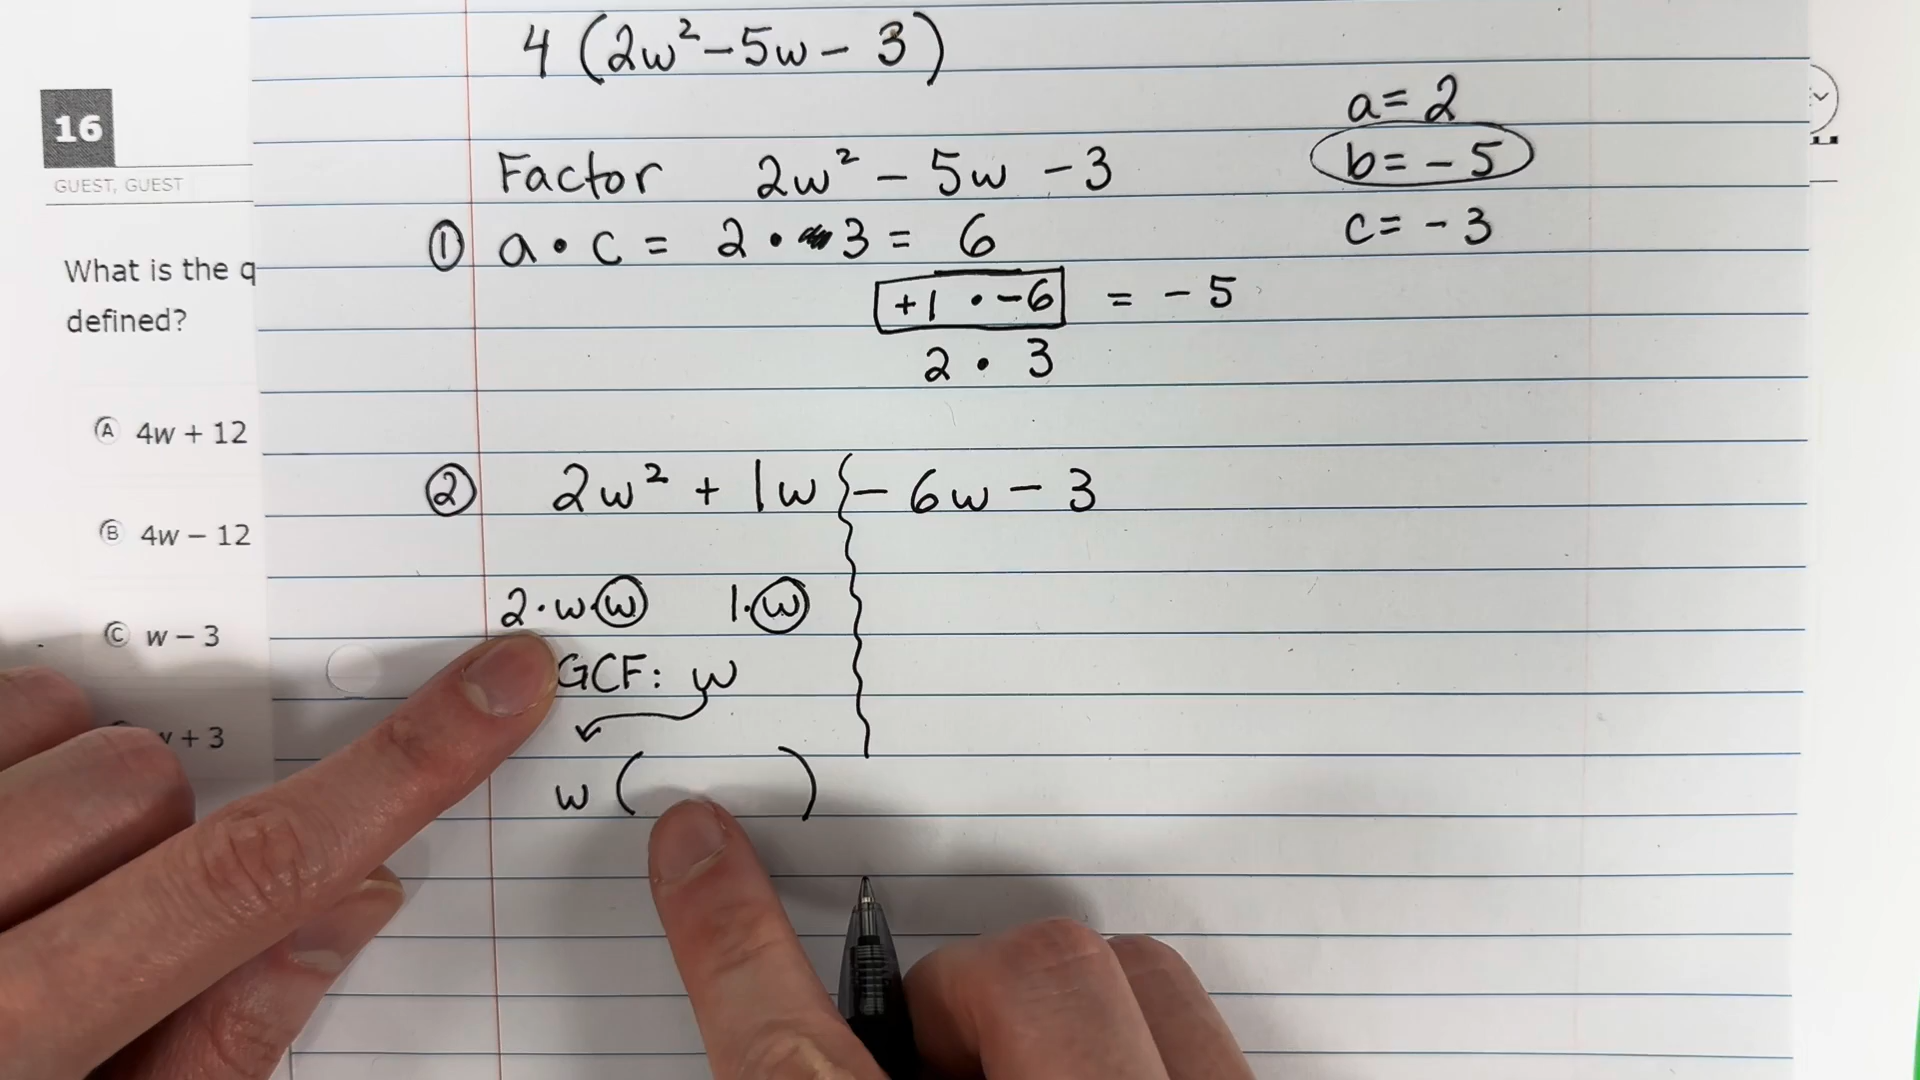 4 (2w² - 5w - 3)
16
GUEST, GUEST
What is the q
defined?
A 4w + 12
B 4w - 12
C w - 3
+ 3
a = 2
b = - 5
c = - 3
Factor 2w² - 5w - 3
① a • c = 2 • 3 = 6
+1 • -6 = - 5
2 • 3
② 2w² + 1w - 6w - 3
2·w·w 1·w
GCF: w
w ( )